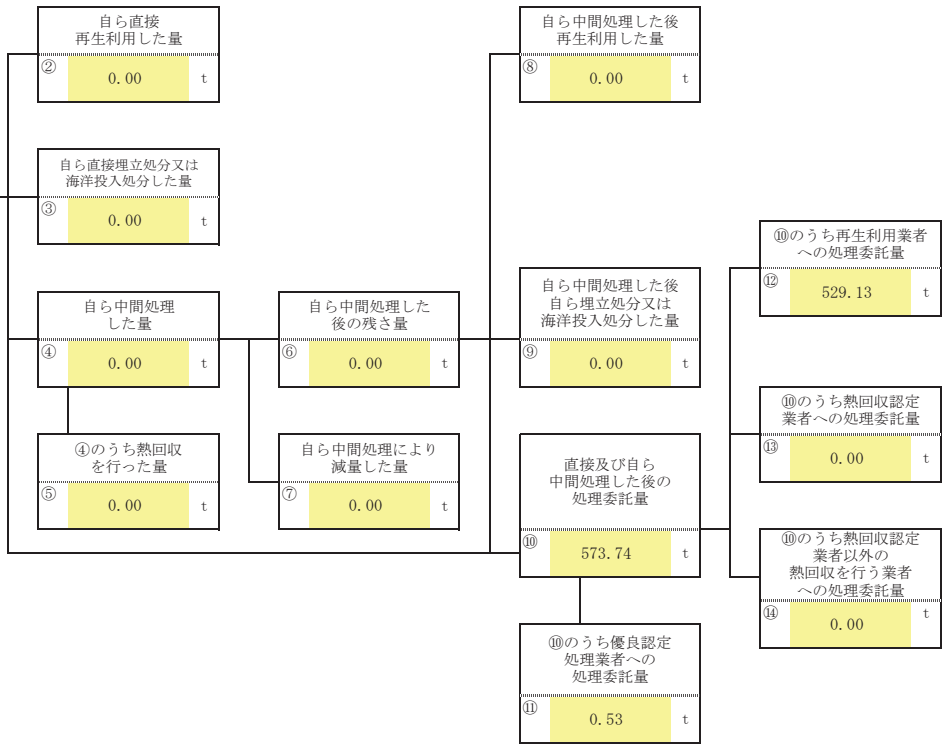 自ら直接
再生利用した量
② 0.00 t
自ら直接埋立処分又は
海洋投入処分した量
③ 0.00 t
自ら中間処理
した量
④ 0.00 t
④のうち熱回収
を行った量
⑤ 0.00 t
自ら中間処理した
後の残さ量
⑥ 0.00 t
自ら中間処理により
減量した量
⑦ 0.00 t
自ら中間処理した後
再生利用した量
⑧ 0.00 t
自ら中間処理した後
自ら埋立処分又は
海洋投入処分した量
⑨ 0.00 t
直接及び自ら
中間処理した後の
処理委託量
⑩ 573.74 t
⑩のうち優良認定
処理業者への
処理委託量
⑪ 0.53 t
⑩のうち再生利用業者
への処理委託量
⑫ 529.13 t
⑩のうち熱回収認定
業者への処理委託量
⑬ 0.00 t
⑩のうち熱回収認定
業者以外の
熱回収を行う業者
への処理委託量
⑭ 0.00 t